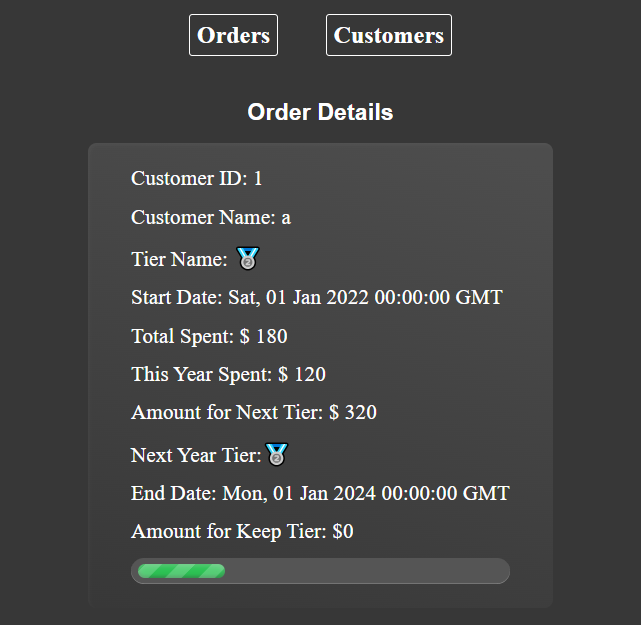 Orders
Customers
Order Details
Customer ID: 1
Customer Name: a
Tier Name: 🥈
Start Date: Sat, 01 Jan 2022 00:00:00 GMT
Total Spent: $ 180
This Year Spent: $ 120
Amount for Next Tier: $ 320
Next Year Tier: 🥈
End Date: Mon, 01 Jan 2024 00:00:00 GMT
Amount for Keep Tier: $0